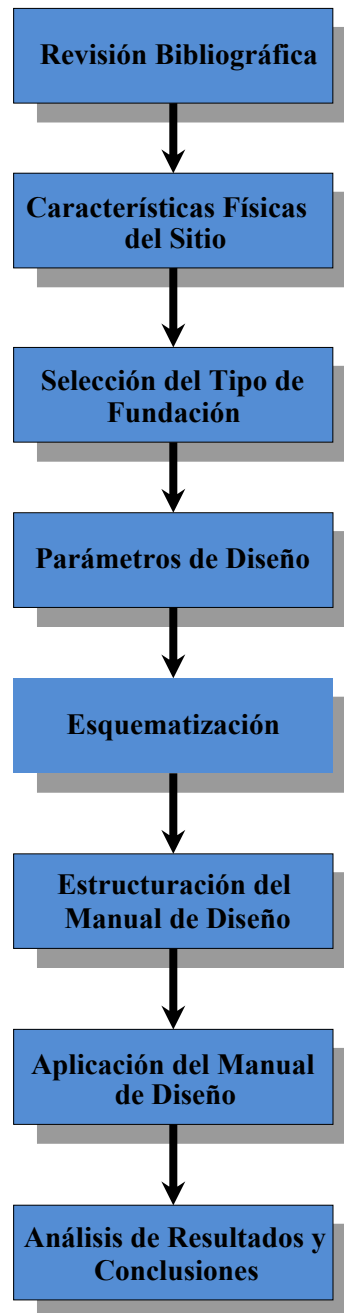 Revisión Bibliográfica
Características Físicas
del Sitio
Selección del Tipo de
Fundación
Parámetros de Diseño
Esquematización
Estructuración del
Manual de Diseño
Aplicación del Manual
de Diseño
Análisis de Resultados y
Conclusiones